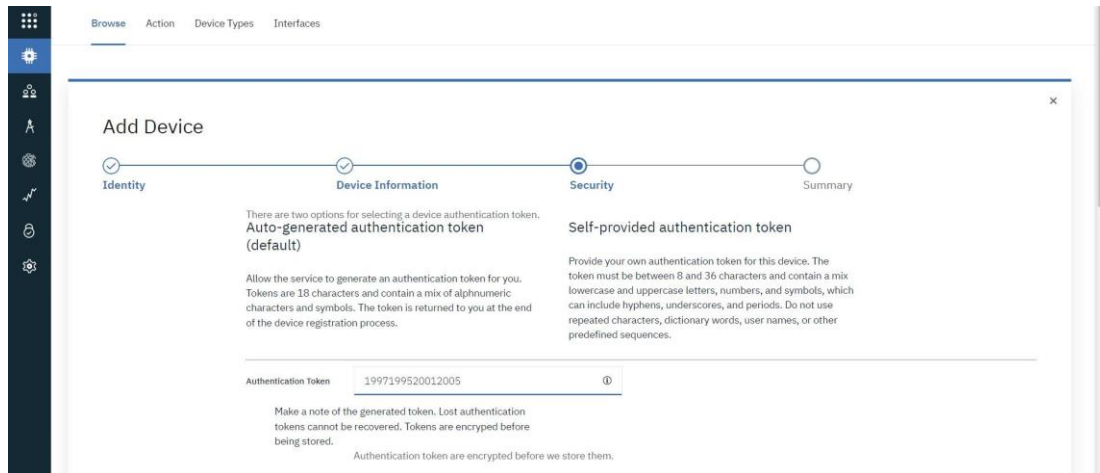 Browse Action Device Types Interfaces
Add Device
Identity Device Information Security Summary
There are two options for selecting a device authentication token.
Auto-generated authentication token
(default)
Allow the service to generate an authentication token for you.
Tokens are 18 characters and contain a mix of alphnumeric
characters and symbols. The token is returned to you at the end
of the device registration process.
Self-provided authentication token
Provide your own authentication token for this device. The
token must be between 8 and 36 characters and contain a mix
lowercase and uppercase letters, numbers, and symbols, which
can include hyphens, underscores, and periods. Do not use
repeated characters, dictionary words, user names, or other
predefined sequences.
Authentication Token 1997199520012005
Make a note of the generated token. Lost authentication
tokens cannot be recovered. Tokens are encryped before
being stored.
Authentication token are encrypted before we store them.